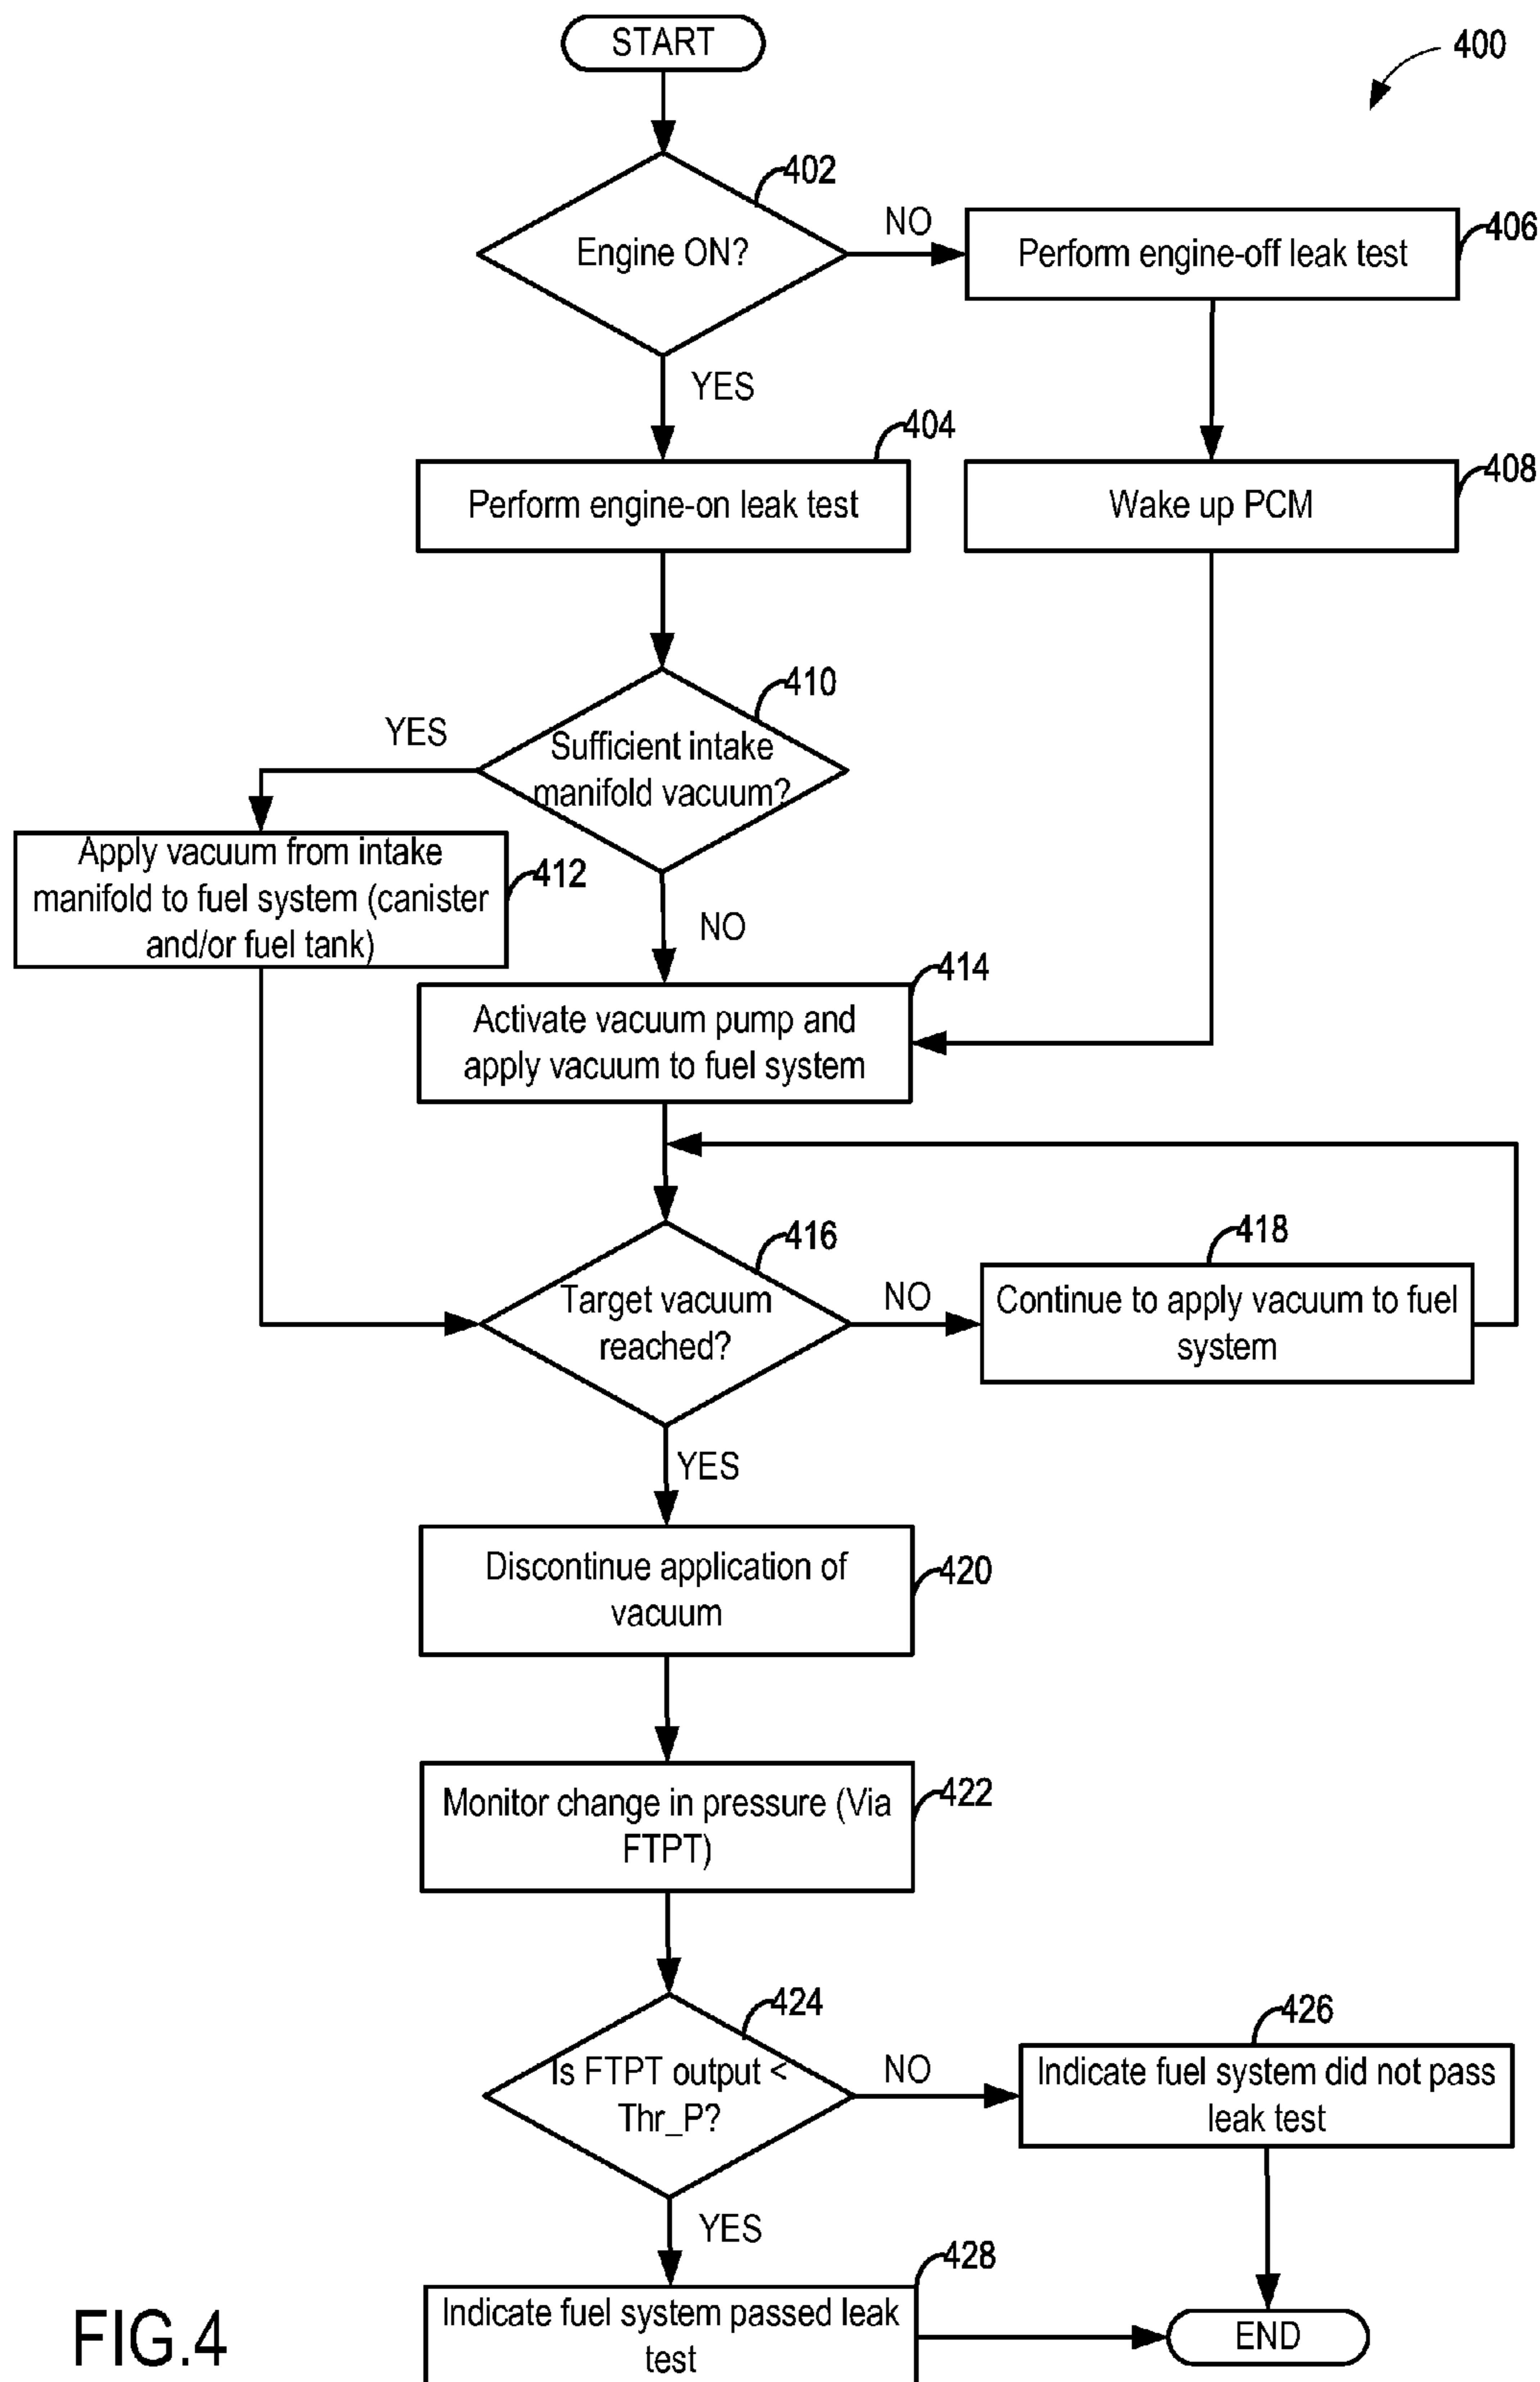 START
400
402
Engine ON?
NO
Perform engine-off leak test
406
YES
404
Perform engine-on leak test
Wake up PCM
408
410
YES
Sufficient intake
manifold vacuum?
Apply vacuum from intake
manifold to fuel system (canister
and/or fuel tank)
412
NO
414
Activate vacuum pump and
apply vacuum to fuel system
416
418
Target vacuum
reached?
NO
Continue to apply vacuum to fuel
system
YES
Discontinue application of
vacuum
420
Monitor change in pressure (Via
FTPT)
422
424
426
Is FTPT output <
Thr_P?
NO
Indicate fuel system did not pass
leak test
YES
428
Indicate fuel system passed leak
test
END
FIG.4